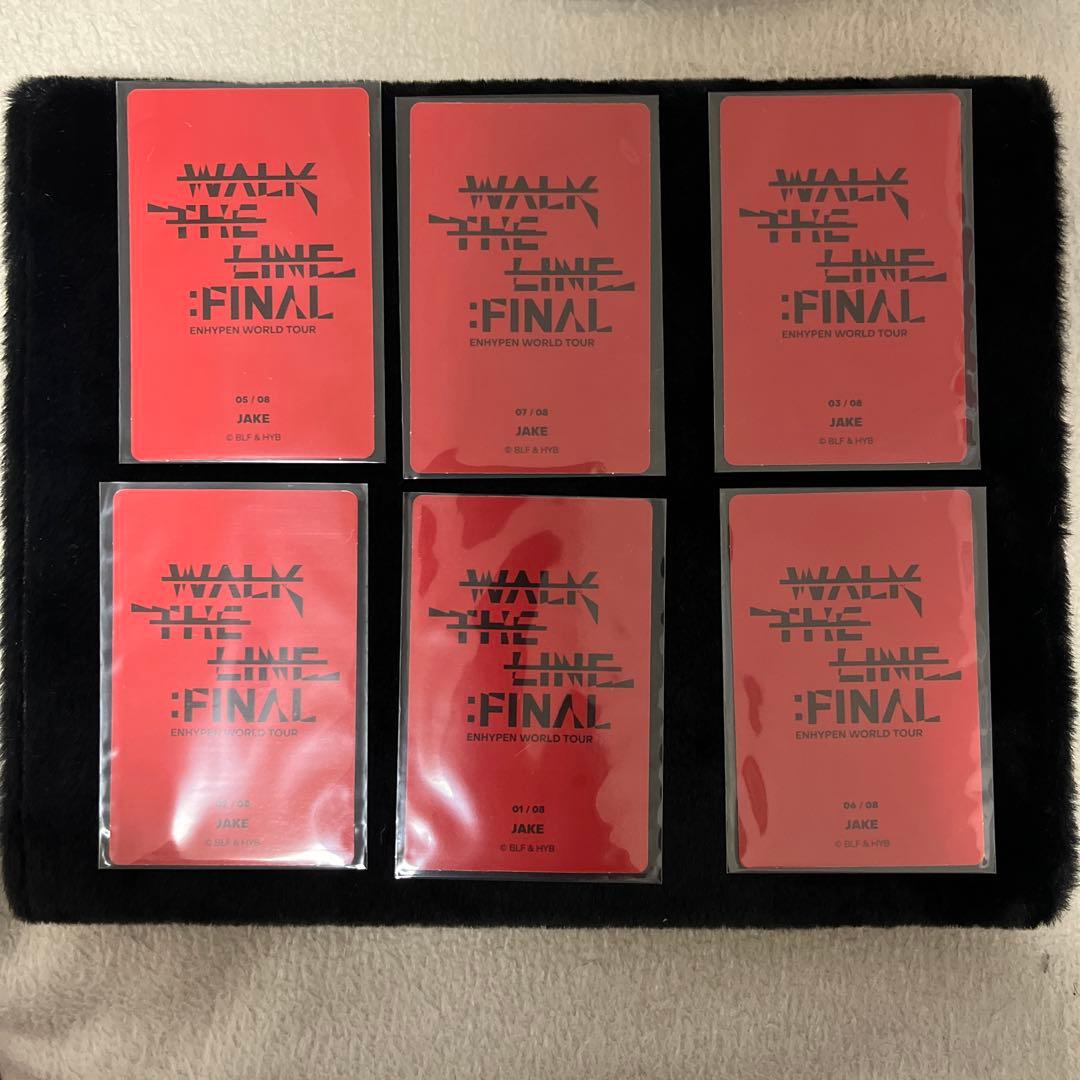 WALK
THE
LINE
:FINAL
ENHYPEN WORLD TOUR
05 / 08
JAKE
© BLF & HYB
WALK
THE
LINE
:FINAL
ENHYPEN WORLD TOUR
07 / 08
JAKE
© BLF & HYB
WALK
THE
LINE
:FINAL
ENHYPEN WORLD TOUR
03 / 08
JAKE
© BLF & HYB
WALK
THE
LINE
:FINAL
ENHYPEN WORLD TOUR
02 / 08
JAKE
© BLF & HYB
WALK
THE
LINE
:FINAL
ENHYPEN WORLD TOUR
01 / 08
JAKE
© BLF & HYB
WALK
THE
LINE
:FINAL
ENHYPEN WORLD TOUR
06 / 08
JAKE
© BLF & HYB